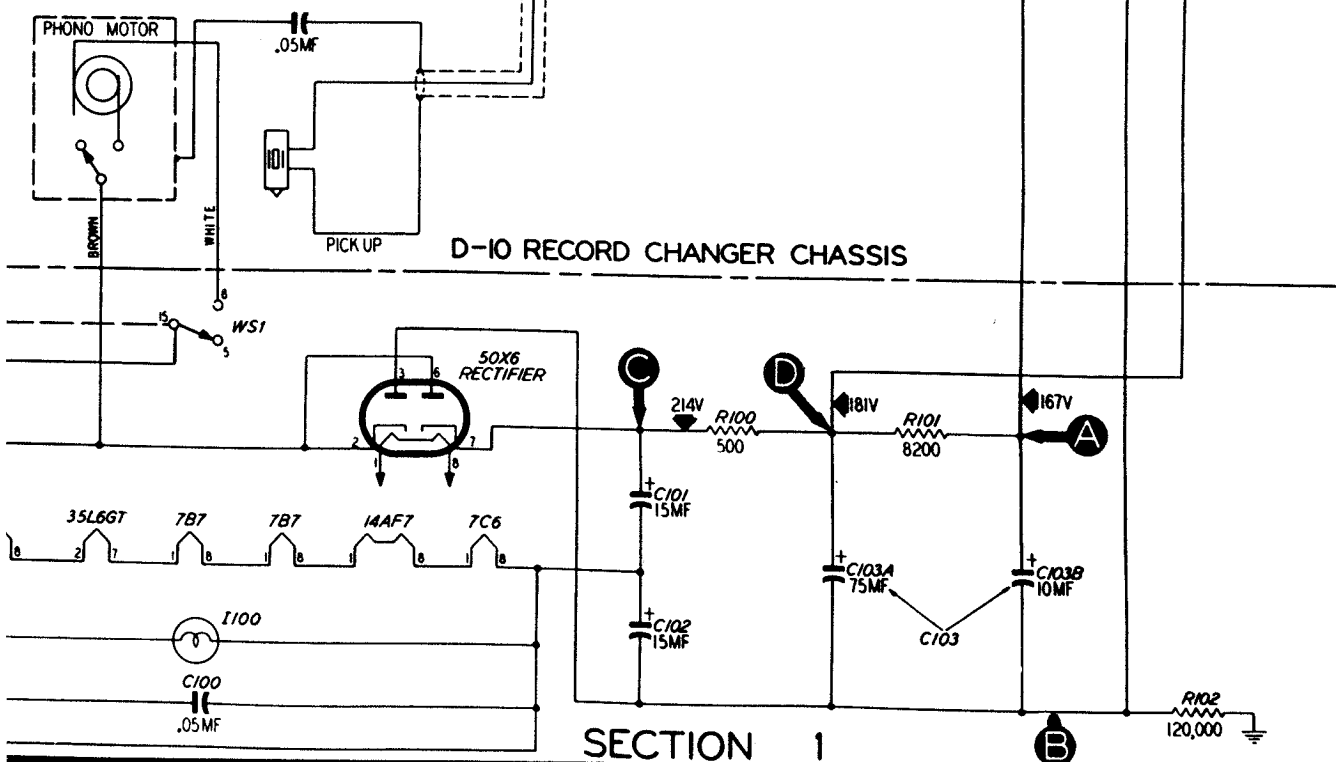 PHONO MOTOR
.05MF
BROWN
WHITE
PICK UP
D-10 RECORD CHANGER CHASSIS
8
15
WS1
5
50X6
RECTIFIER
3
6
2
7
1
8
C
D
A
214V
R100
500
181V
R101
8200
167V
+
C101
15MF
35L6GT
7B7
7B7
14AF7
7C6
8
2
7
1
8
1
8
1
8
1
8
+
C103A
75MF
+
C103B
10MF
C103
I100
+
C102
15MF
C100
.05MF
R102
120,000
SECTION 1
B